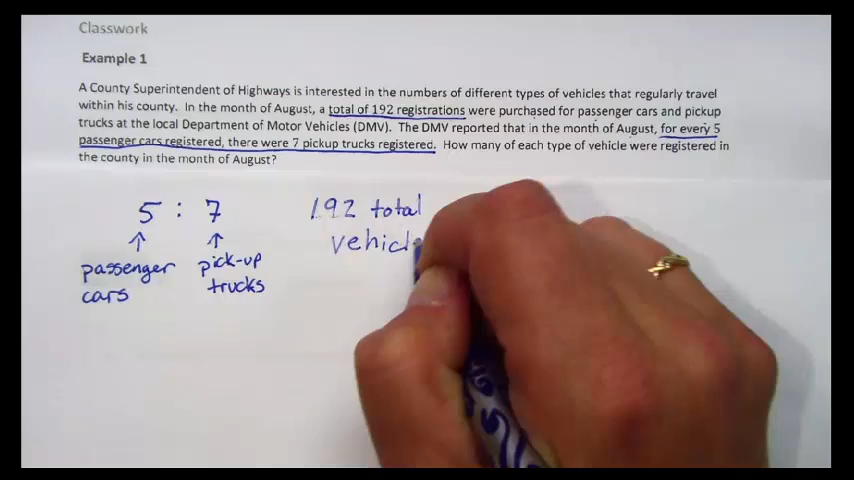 Classwork
Example 1
A County Superintendent of Highways is interested in the numbers of different types of vehicles that regularly travel
within his county. In the month of August, a total of 192 registrations were purchased for passenger cars and pickup
trucks at the local Department of Motor Vehicles (DMV). The DMV reported that in the month of August, for every 5
passenger cars registered, there were 7 pickup trucks registered. How many of each type of vehicle were registered in
the county in the month of August?
5 : 7
192 total
vehicl
passenger
cars
pick-up
trucks